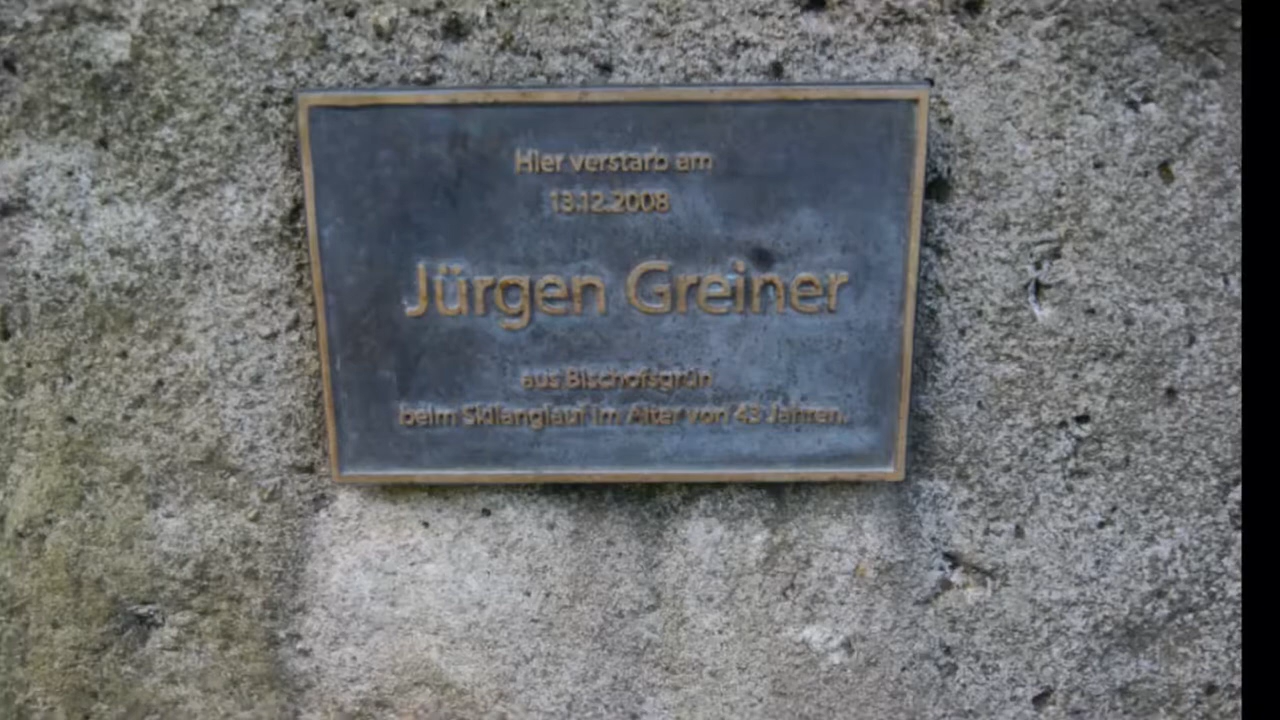 Hier verstarb am
13.12.2008
Jürgen Greiner
aus Bischofsgrün
beim Skilanglauf im Alter von 43 Jahren.